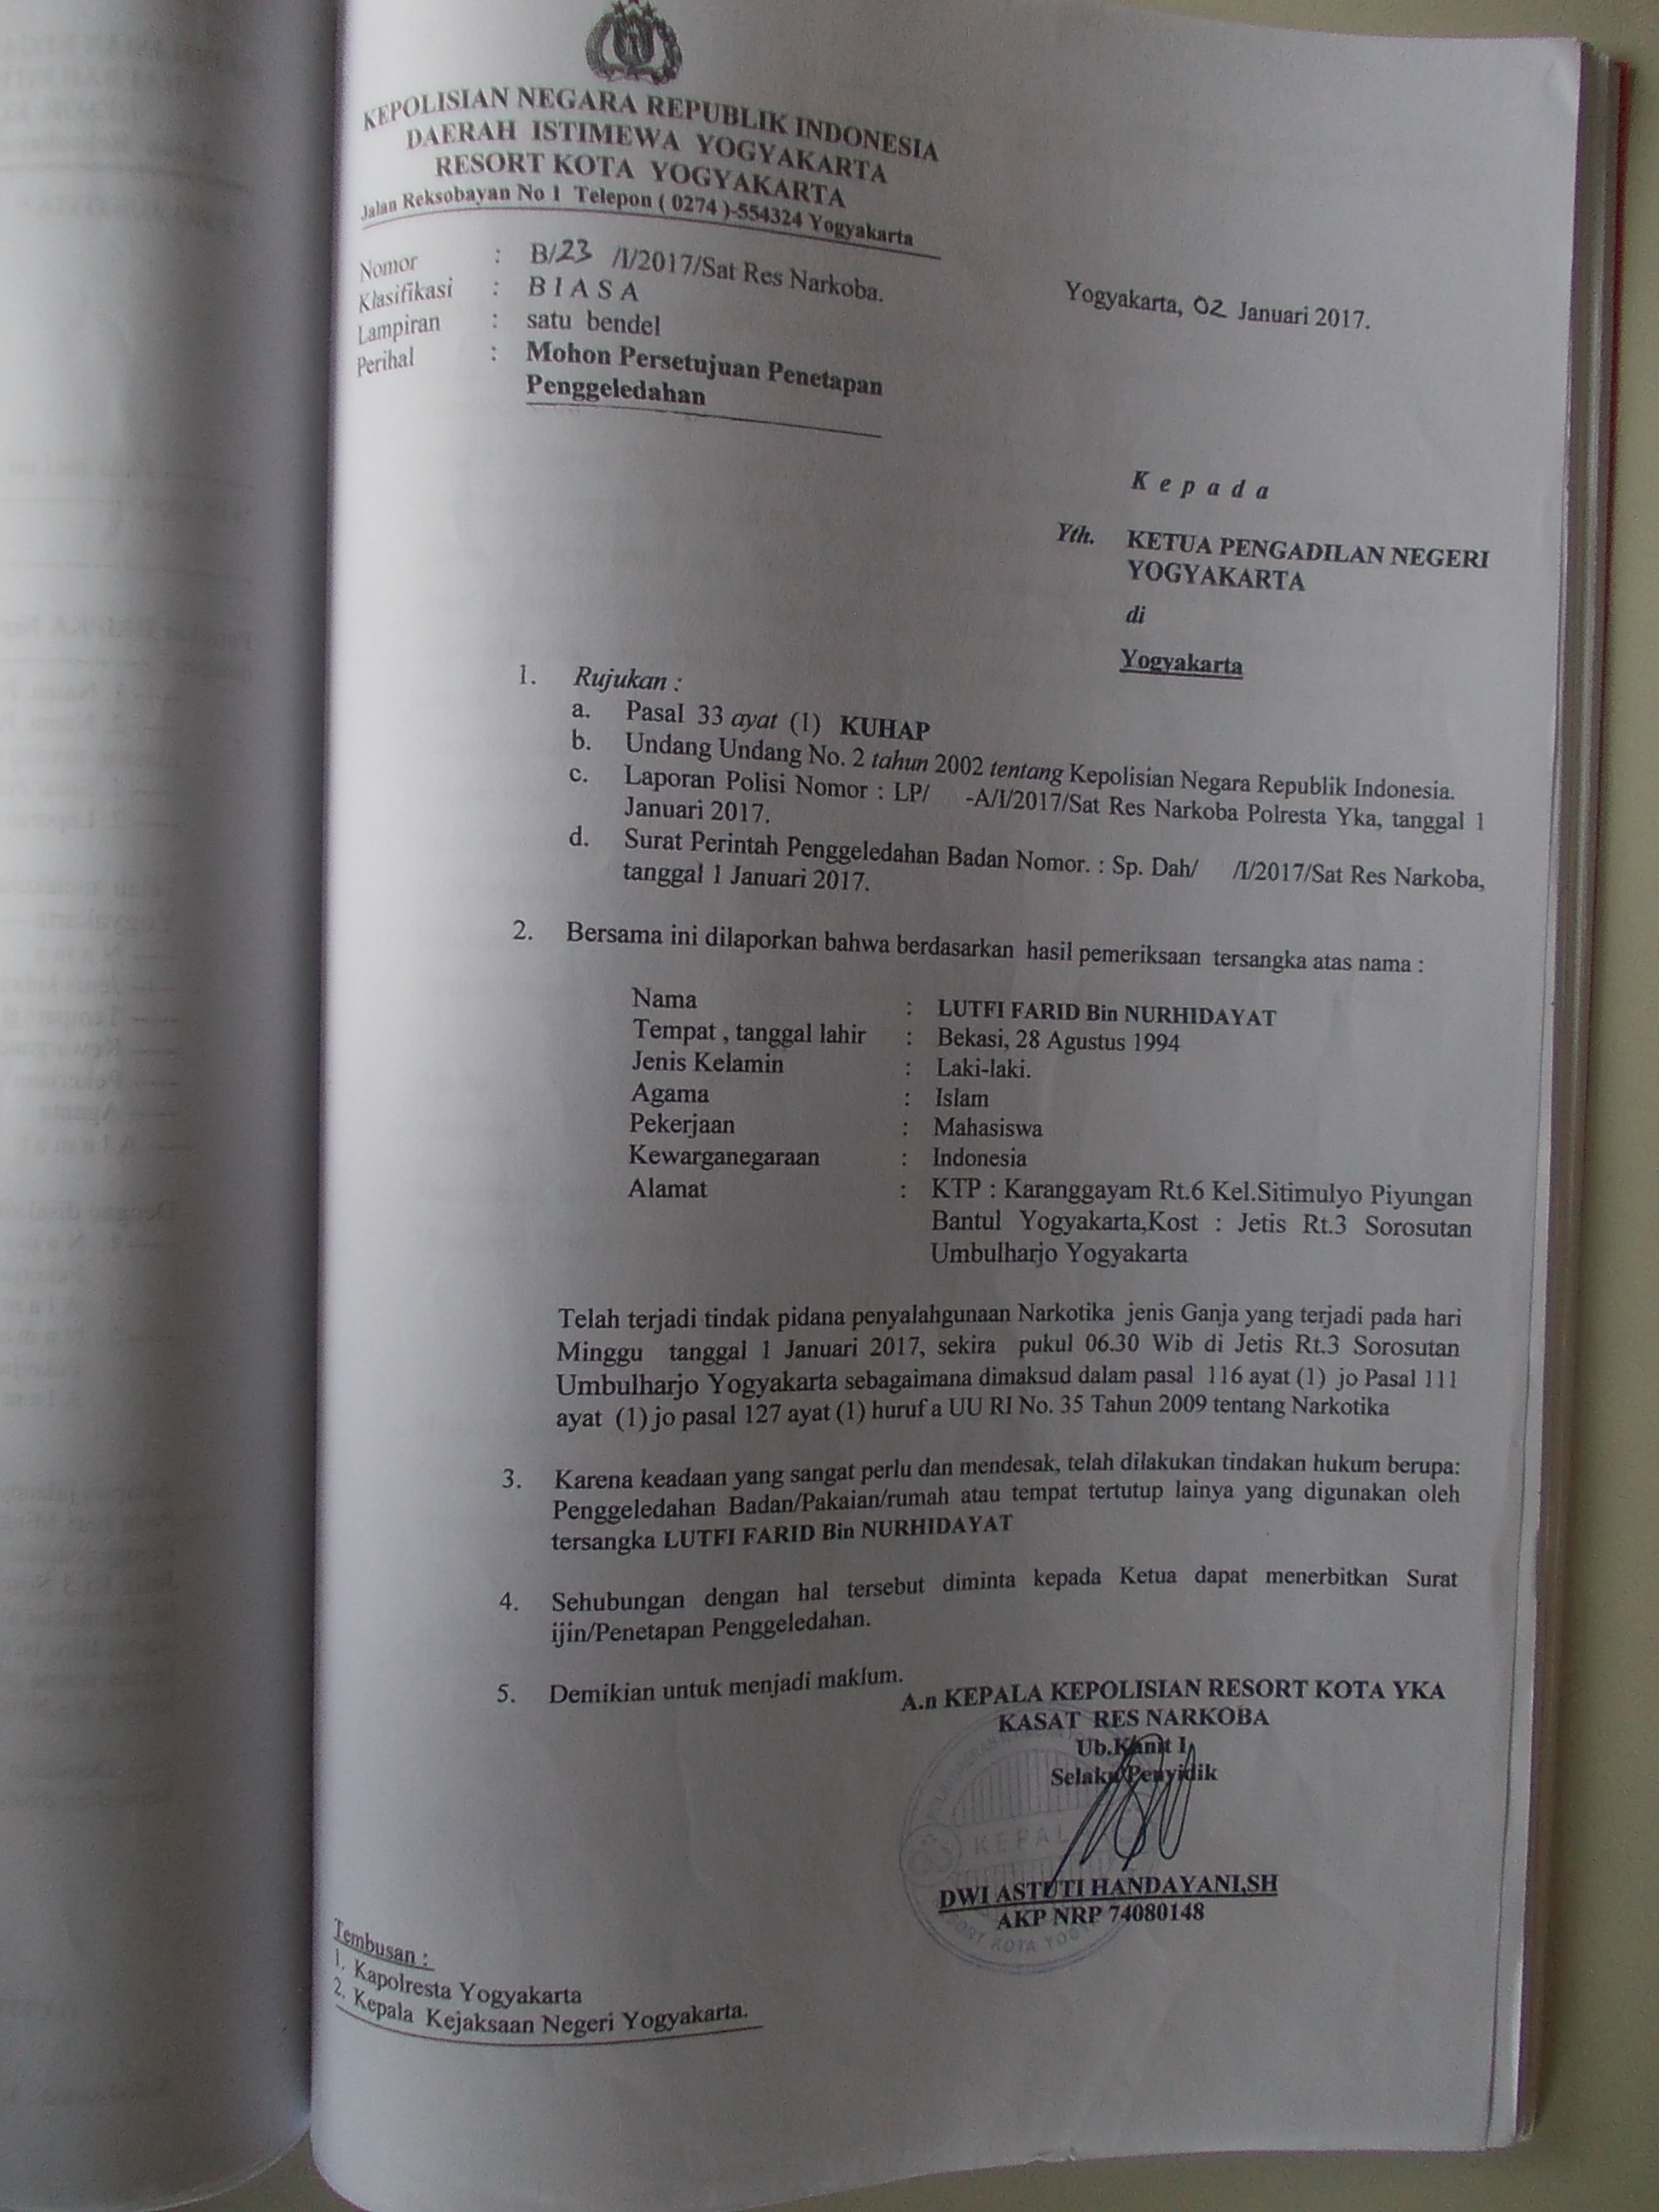 KEPOLISIAN NEGARA REPUBLIK INDONESIA
DAERAH ISTIMEWA YOGYAKARTA
RESORT KOTA YOGYAKARTA
Jalan Reksobayan No 1 Telepon ( 0274 )-554324 Yogyakarta
Nomor : B/23 /I/2017/Sat Res Narkoba.
Yogyakarta, 02 Januari 2017.
Klasifikasi : B I A S A
Lampiran : satu bendel
Perihal : Mohon Persetujuan Penetapan
Penggeledahan
K e p a d a
Yth. KETUA PENGADILAN NEGERI
YOGYAKARTA
di
Yogyakarta
1. Rujukan :
a. Pasal 33 ayat (1) KUHAP
b. Undang Undang No. 2 tahun 2002 tentang Kepolisian Negara Republik Indonesia.
c. Laporan Polisi Nomor : LP/ -A/I/2017/Sat Res Narkoba Polresta Yka, tanggal 1
Januari 2017.
d. Surat Perintah Penggeledahan Badan Nomor. : Sp. Dah/ /I/2017/Sat Res Narkoba,
tanggal 1 Januari 2017.
2. Bersama ini dilaporkan bahwa berdasarkan hasil pemeriksaan tersangka atas nama :
Nama : LUTFI FARID Bin NURHIDAYAT
Tempat , tanggal lahir : Bekasi, 28 Agustus 1994
Jenis Kelamin : Laki-laki.
Agama : Islam
Pekerjaan : Mahasiswa
Kewarganegaraan : Indonesia
Alamat : KTP : Karanggayam Rt.6 Kel.Sitimulyo Piyungan
Bantul Yogyakarta,Kost : Jetis Rt.3 Sorosutan
Umbulharjo Yogyakarta
Telah terjadi tindak pidana penyalahgunaan Narkotika jenis Ganja yang terjadi pada hari
Minggu tanggal 1 Januari 2017, sekira pukul 06.30 Wib di Jetis Rt.3 Sorosutan
Umbulharjo Yogyakarta sebagaimana dimaksud dalam pasal 116 ayat (1) jo Pasal 111
ayat (1) jo pasal 127 ayat (1) huruf a UU RI No. 35 Tahun 2009 tentang Narkotika
3. Karena keadaan yang sangat perlu dan mendesak, telah dilakukan tindakan hukum berupa:
Penggeledahan Badan/Pakaian/rumah atau tempat tertutup lainya yang digunakan oleh
tersangka LUTFI FARID Bin NURHIDAYAT
4. Sehubungan dengan hal tersebut diminta kepada Ketua dapat menerbitkan Surat
ijin/Penetapan Penggeledahan.
5. Demikian untuk menjadi maklum.
A.n KEPALA KEPOLISIAN RESORT KOTA YKA
KASAT RES NARKOBA
Ub.Kanit I
Selaku Penyidik
KEPALA
DWI ASTUTI HANDAYANI,SH
AKP NRP 74080148
Tembusan :
1. Kapolresta Yogyakarta
2. Kepala Kejaksaan Negeri Yogyakarta.